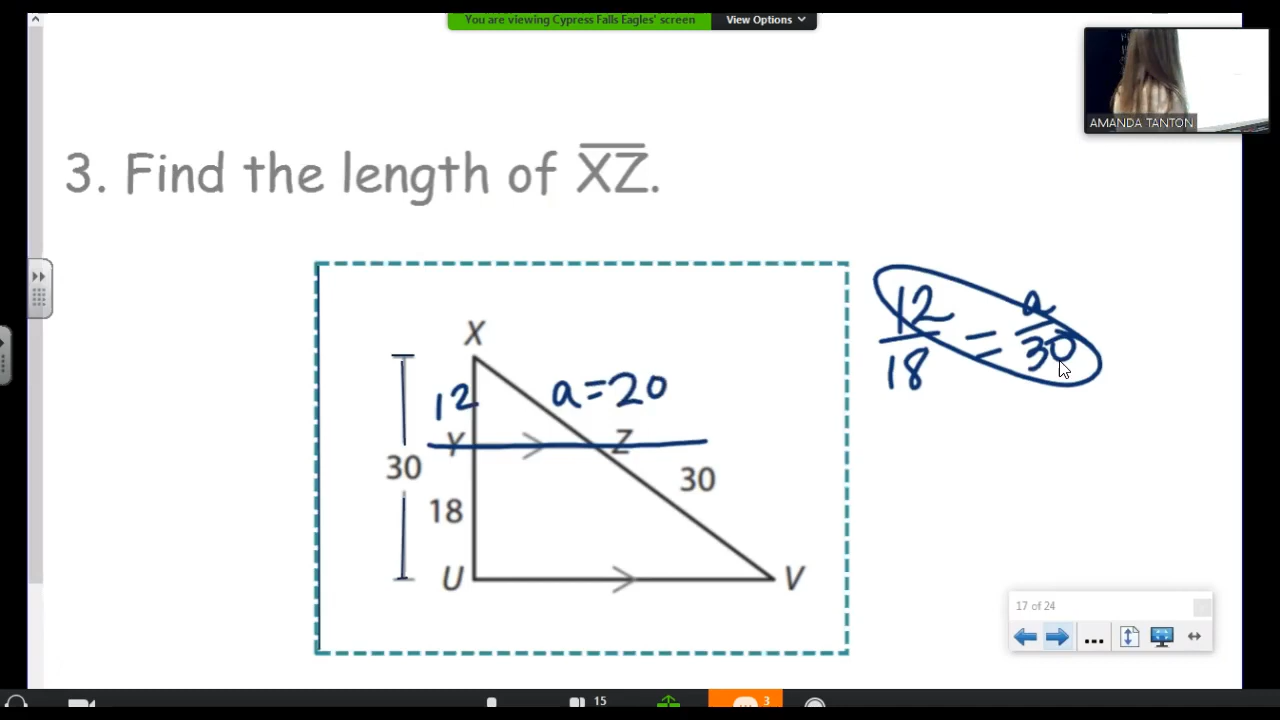 You are viewing Cypress Falls Eagles' screen
View Options
AMANDA TANTON
3. Find the length of XZ.
12/18 = a/30
X
12
a=20
Y
Z
30
30
18
U
V
17 of 24
...
15
3